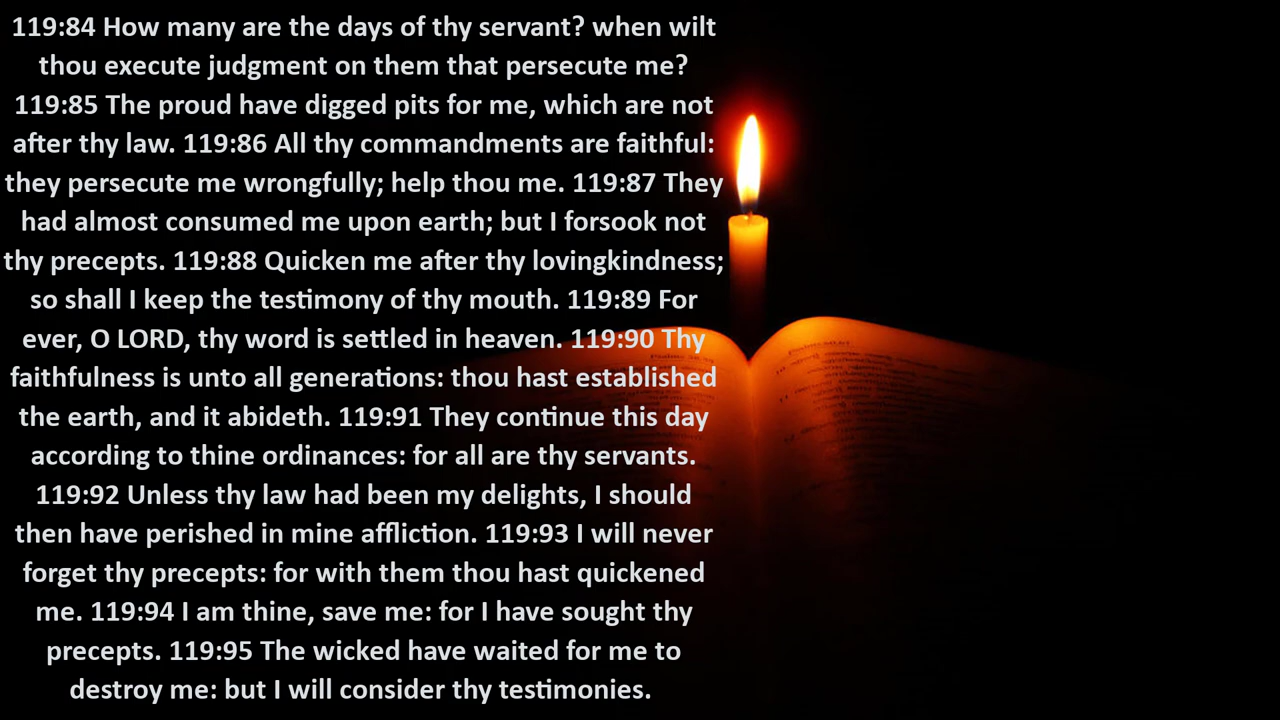 119:84 How many are the days of thy servant? when wilt
thou execute judgment on them that persecute me?
119:85 The proud have digged pits for me, which are not
after thy law. 119:86 All thy commandments are faithful:
they persecute me wrongfully; help thou me. 119:87 They
had almost consumed me upon earth; but I forsook not
thy precepts. 119:88 Quicken me after thy lovingkindness;
so shall I keep the testimony of thy mouth. 119:89 For
ever, O LORD, thy word is settled in heaven. 119:90 Thy
faithfulness is unto all generations: thou hast established
the earth, and it abideth. 119:91 They continue this day
according to thine ordinances: for all are thy servants.
119:92 Unless thy law had been my delights, I should
then have perished in mine affliction. 119:93 I will never
forget thy precepts: for with them thou hast quickened
me. 119:94 I am thine, save me: for I have sought thy
precepts. 119:95 The wicked have waited for me to
destroy me: but I will consider thy testimonies.